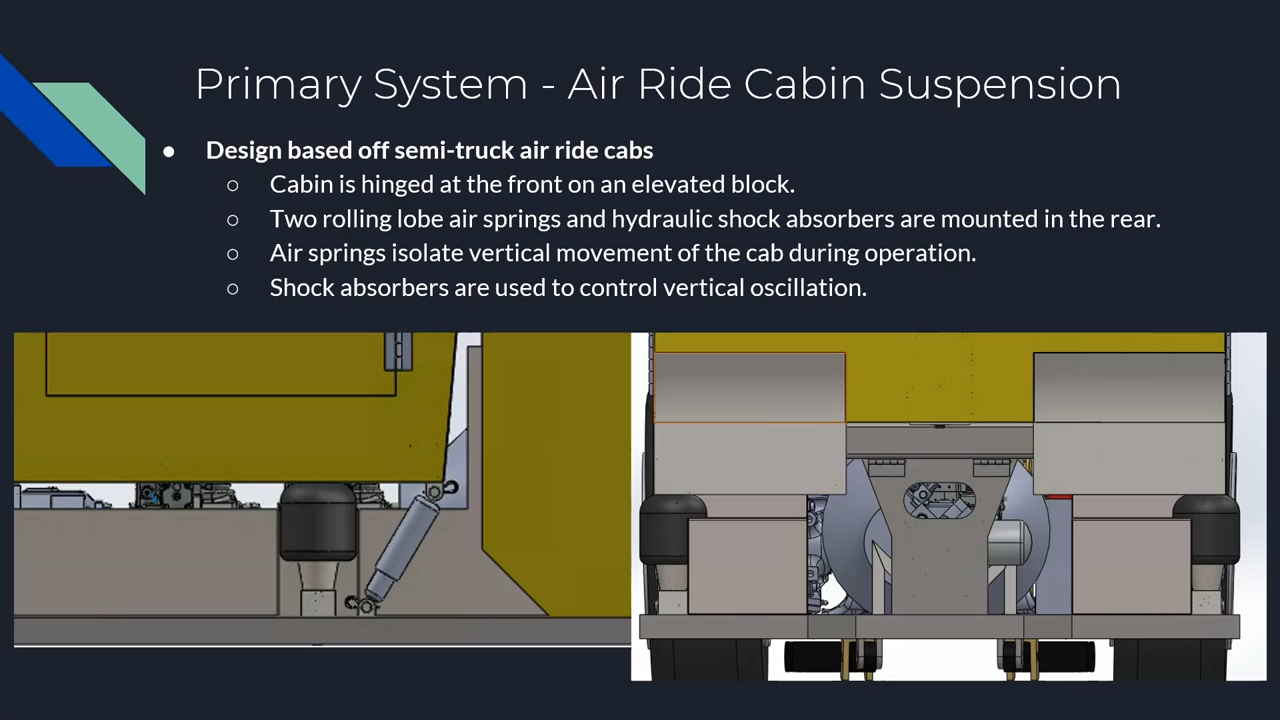 Primary System - Air Ride Cabin Suspension
● Design based off semi-truck air ride cabs
○ Cabin is hinged at the front on an elevated block.
○ Two rolling lobe air springs and hydraulic shock absorbers are mounted in the rear.
○ Air springs isolate vertical movement of the cab during operation.
○ Shock absorbers are used to control vertical oscillation.